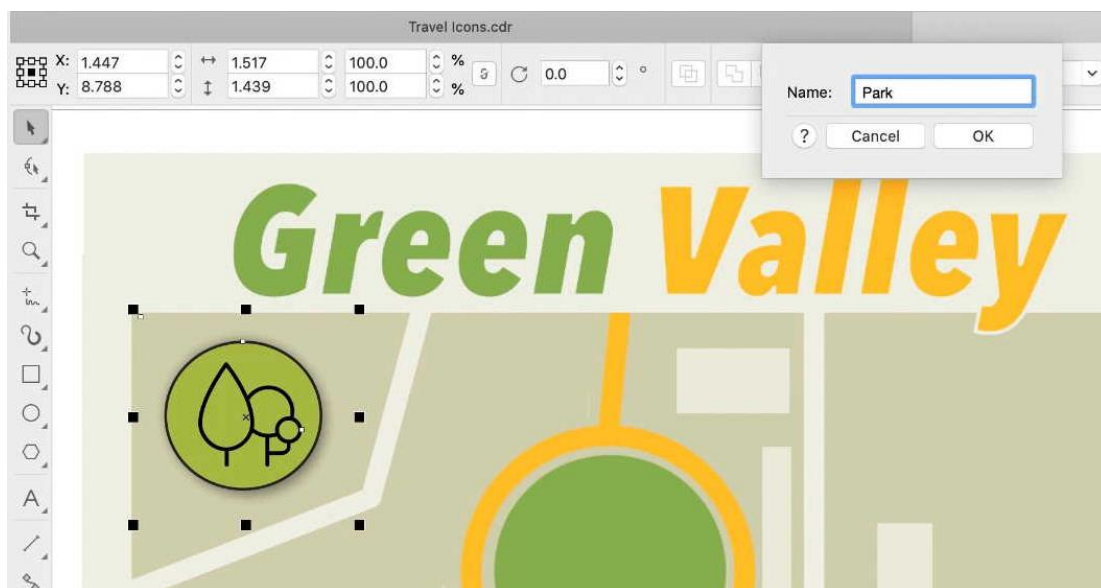 Travel Icons.cdr
X: 1.447 1.517 100.0 % 0.0 °
Y: 8.788 1.439 100.0 %
Name: Park
? Cancel OK
A
Green Valley